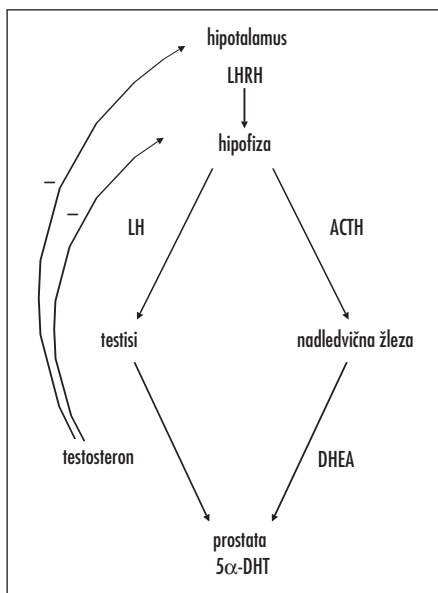 hipotalamus
LHRH
hipofiza
–
–
LH
ACTH
testisi
nadledvična žleza
testosteron
DHEA
prostata
5α-DHT